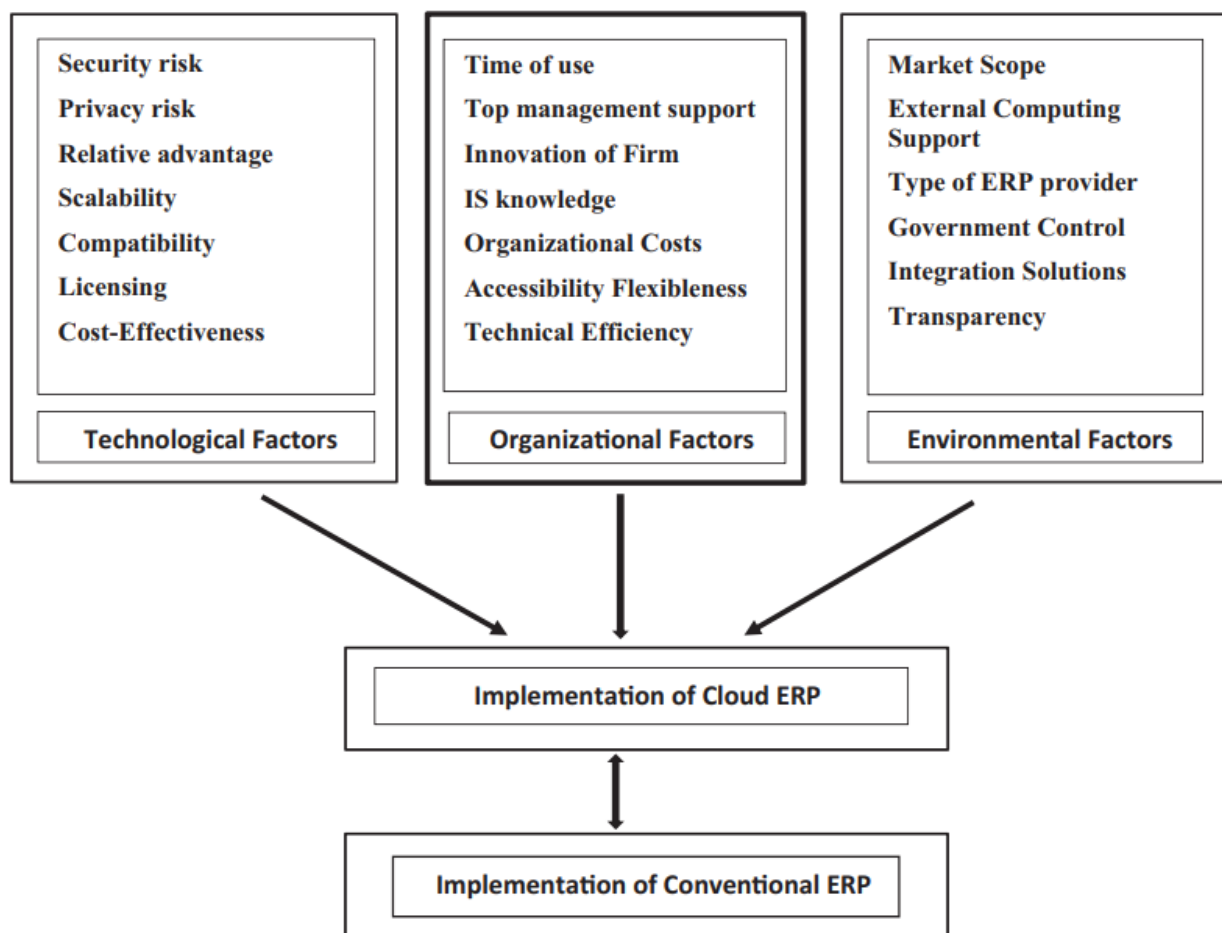 Security risk
Privacy risk
Relative advantage
Scalability
Compatibility
Licensing
Cost-Effectiveness
Technological Factors
Time of use
Top management support
Innovation of Firm
IS knowledge
Organizational Costs
Accessibility Flexibleness
Technical Efficiency
Organizational Factors
Market Scope
External Computing
Support
Type of ERP provider
Government Control
Integration Solutions
Transparency
Environmental Factors
Implementation of Cloud ERP
Implementation of Conventional ERP